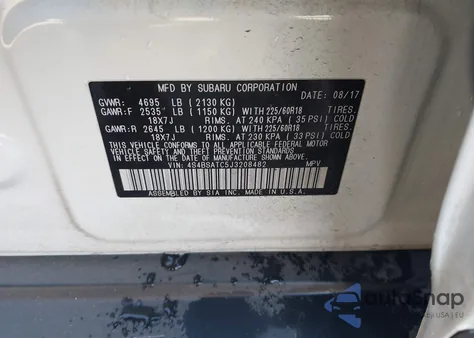 MFD BY SUBARU CORPORATION DATE: 08/17
GVWR: 4695 LB (2130 KG)
GAWR:F 2535 LB (1150 KG) WITH 225/60R18 TIRES.
18X7J RIMS. AT 240 KPA (35 PSI) COLD
GAWR:R 2645 LB (1200 KG) WITH 225/60R18 TIRES.
18X7J RIMS. AT 230 KPA (33 PSI) COLD
THIS VEHICLE CONFORMS TO ALL APPLICABLE FEDERAL MOTOR
VEHICLE SAFETY AND THEFT PREVENTION STANDARDS IN EFFECT
ON THE DATE OF MANUFACTURE SHOWN ABOVE.
VIN: 4S4BSATC5J3208482 MPV
ASSEMBLED BY SIA INC. MADE IN U.S.A.
autoSnap
USA | EU